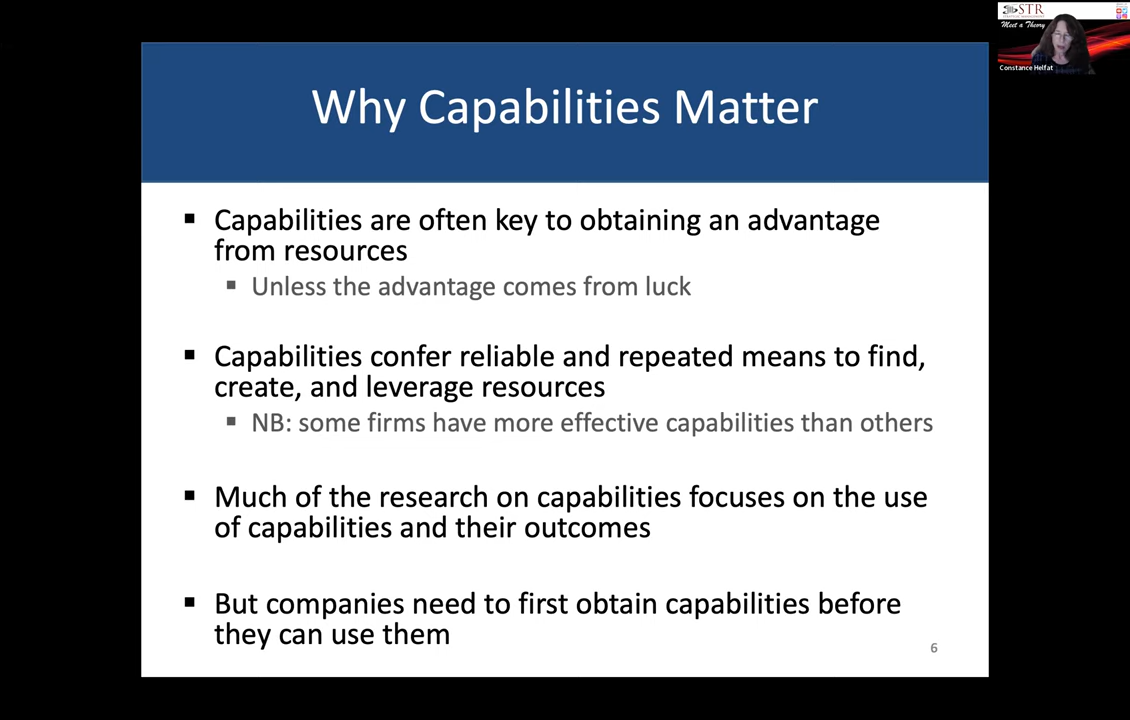 STR
Meet a Theory
Constance Helfat
Why Capabilities Matter
▪ Capabilities are often key to obtaining an advantage
from resources
▪ Unless the advantage comes from luck
▪ Capabilities confer reliable and repeated means to find,
create, and leverage resources
▪ NB: some firms have more effective capabilities than others
▪ Much of the research on capabilities focuses on the use
of capabilities and their outcomes
▪ But companies need to first obtain capabilities before
they can use them
6